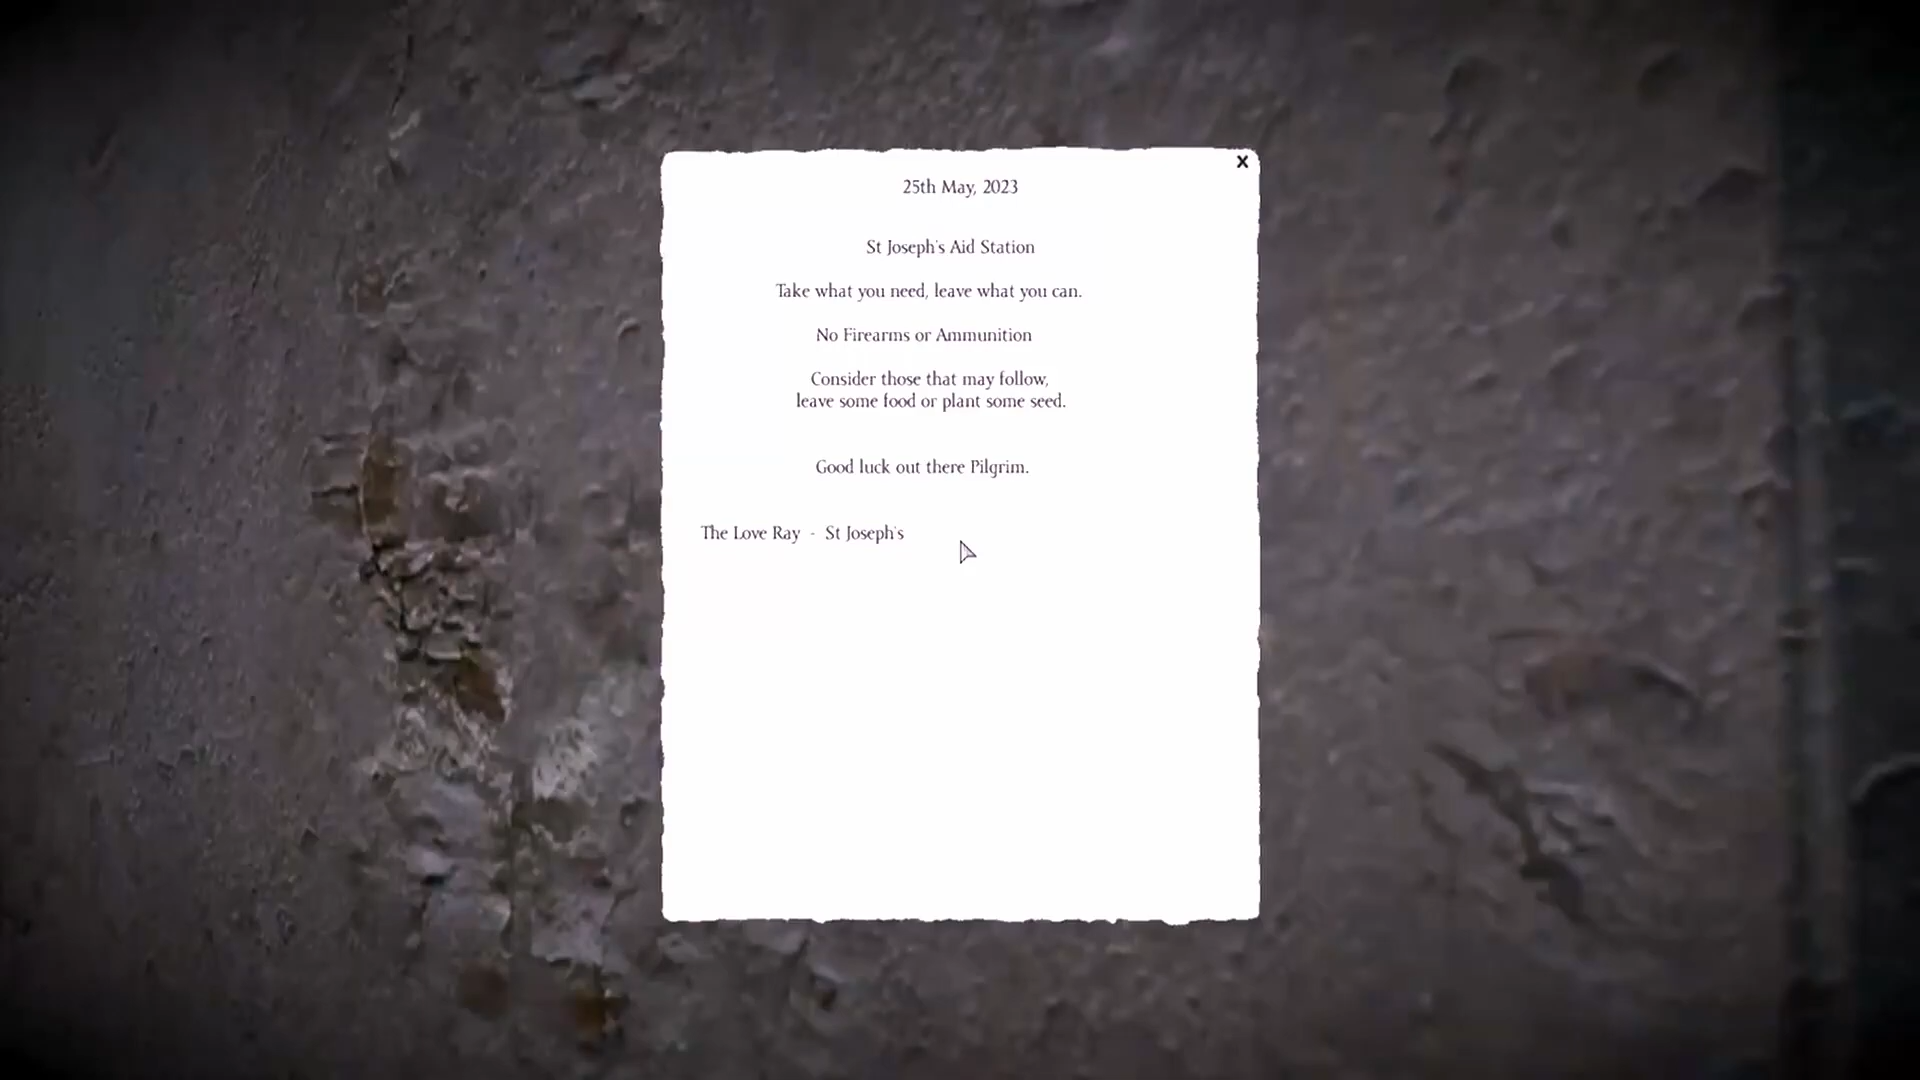 x
25th May, 2023
St Joseph's Aid Station
Take what you need, leave what you can.
No Firearms or Ammunition
Consider those that may follow,
leave some food or plant some seed.
Good luck out there Pilgrim.
The Love Ray - St Joseph's